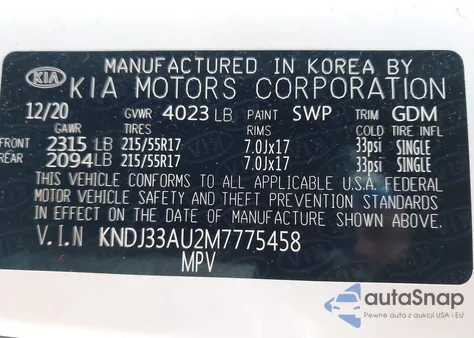 MANUFACTURED IN KOREA BY
KIA KIA MOTORS CORPORATION
12/20 GVWR 4023 LB PAINT SWP TRIM GDM
GAWR TIRES RIMS COLD TIRE
FRONT 2315 LB 215/55R17 7.0Jx17 33psi SINGLE
REAR 2094 LB 215/55R17 7.0Jx17 33psi SINGLE
THIS VEHICLE CONFORMS TO ALL APPLICABLE U.S.A. FEDERAL
MOTOR VEHICLE SAFETY AND THEFT PREVENTION STANDARDS
IN EFFECT ON THE DATE OF MANUFACTURE SHOWN ABOVE.
V.I.N KNDJ33AU2M7775458
MPV
autoSnap
Pewne auta z aukcji USA i EU